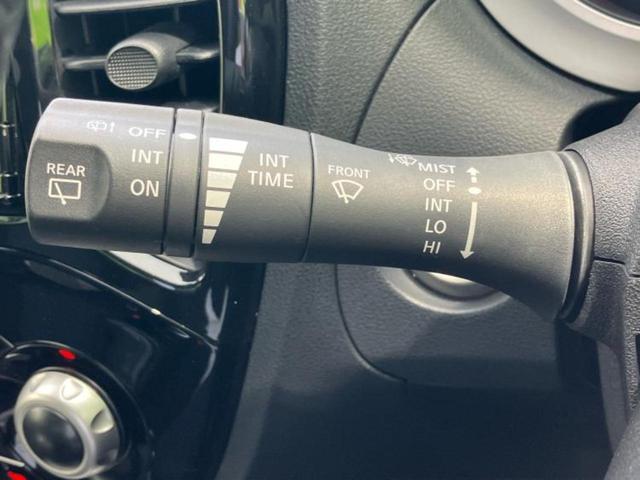 REAR
OFF
INT
ON
INT
TIME
FRONT
MIST
OFF
INT
LO
HI